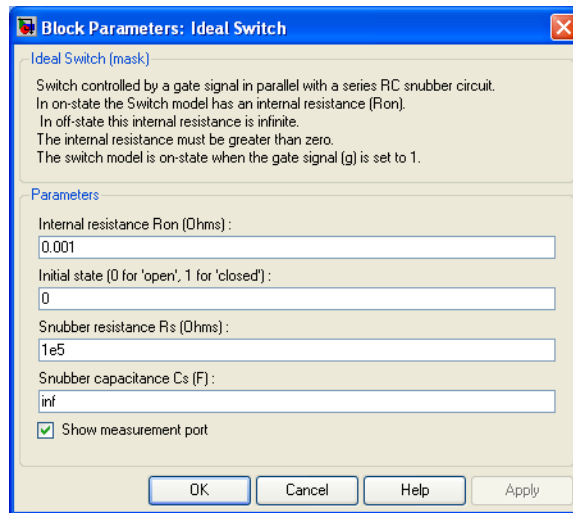 Block Parameters: Ideal Switch
Ideal Switch (mask)
Switch controlled by a gate signal in parallel with a series RC snubber circuit.
In on-state the Switch model has an internal resistance (Ron).
In off-state this internal resistance is infinite.
The internal resistance must be greater than zero.
The switch model is on-state when the gate signal (g) is set to 1.
Parameters
Internal resistance Ron (Ohms) :
0.001
Initial state (0 for 'open', 1 for 'closed') :
0
Snubber resistance Rs (Ohms) :
1e5
Snubber capacitance Cs (F) :
inf
Show measurement port
OK Cancel Help Apply